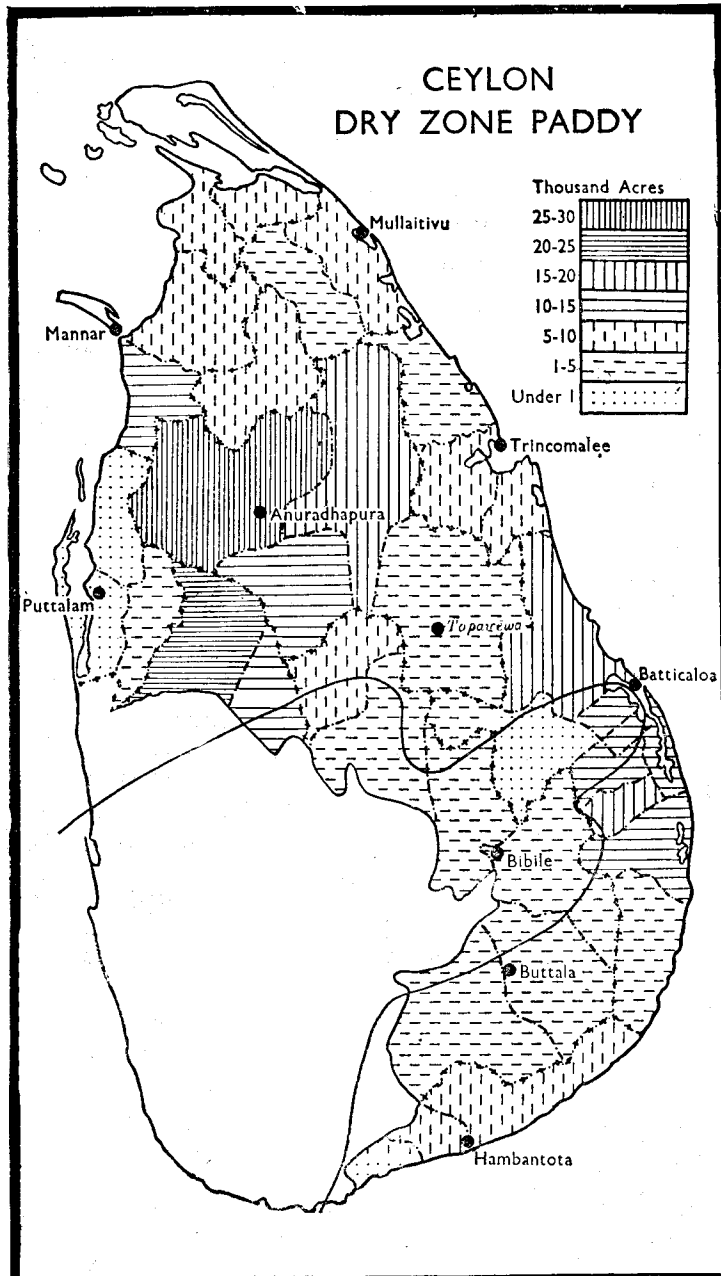 CEYLON
DRY ZONE PADDY
Thousand Acres
25-30
20-25
15-20
10-15
5-10
1-5
Under 1
Mullaitivu
Mannar
Trincomalee
Anuradhapura
Puttalam
Batticaloa
Bibile
Buttala
Hambantota